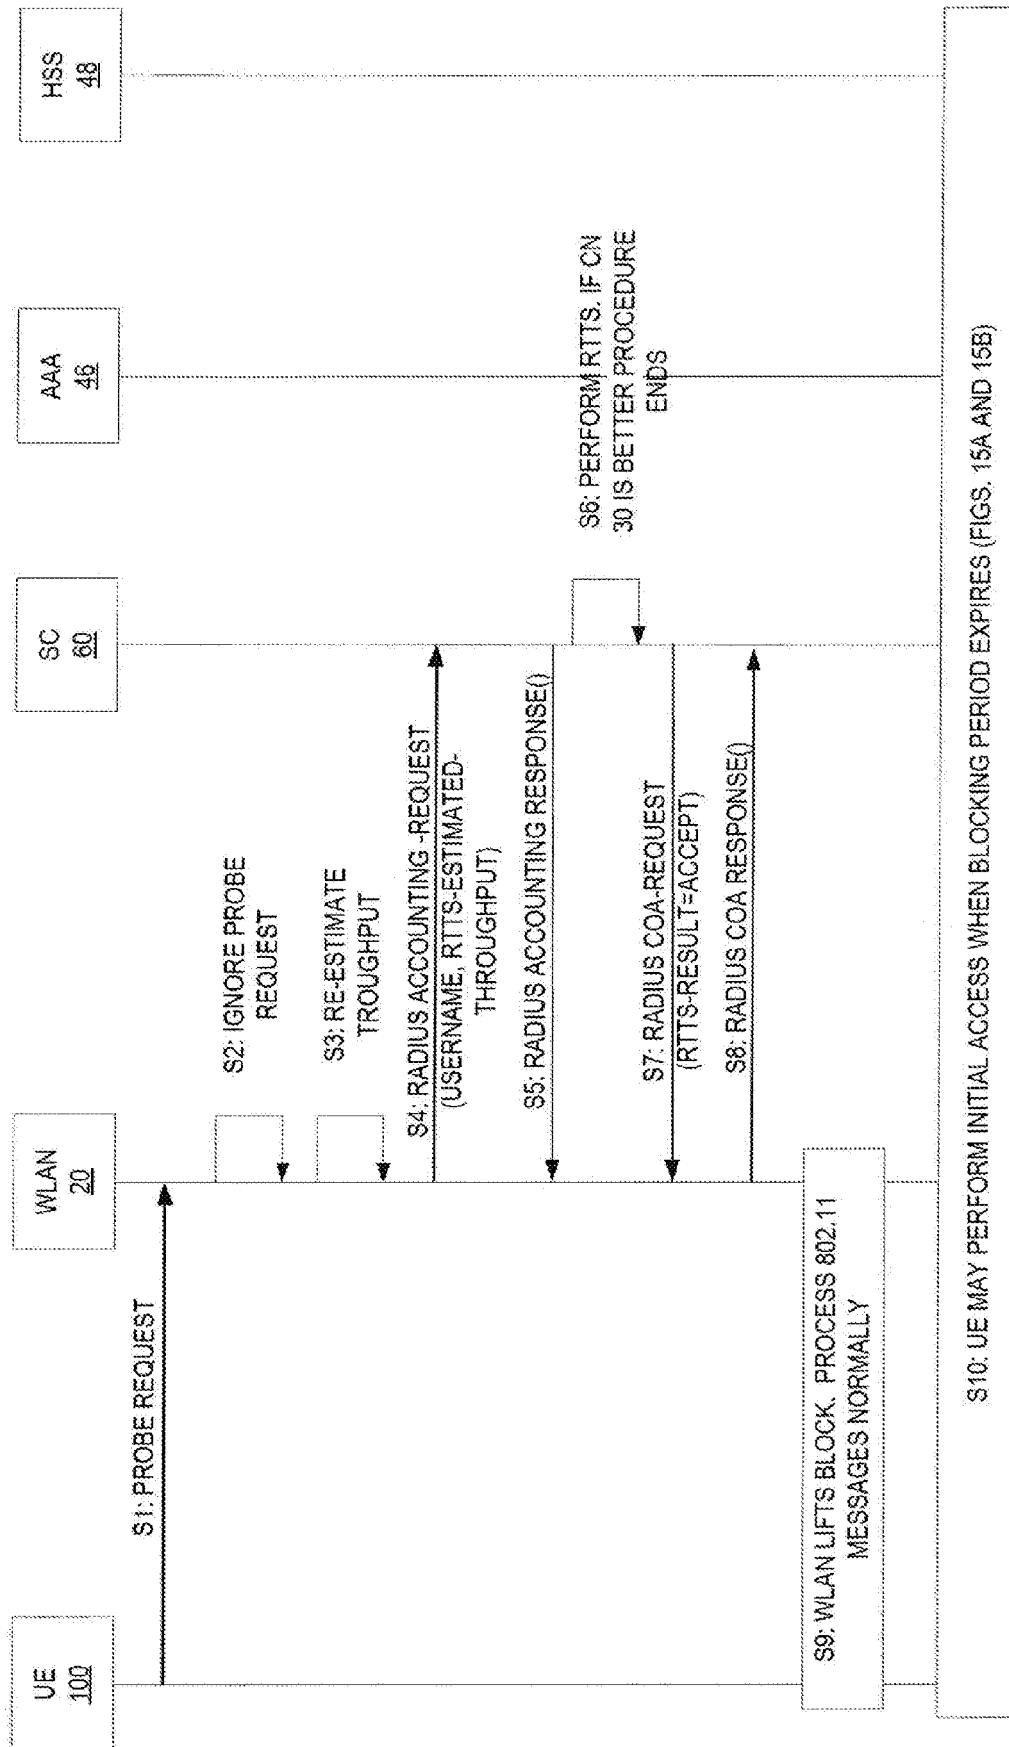 UE
100
WLAN
20
SC
60
AAA
46
HSS
48
S1: PROBE REQUEST
S2: IGNORE PROBE
REQUEST
S3: RE-ESTIMATE
TROUGHPUT
S4: RADIUS ACCOUNTING -REQUEST
(USERNAME, RTTS-ESTIMATED-
THROUGHPUT)
S5: RADIUS ACCOUNTING RESPONSE()
S6: PERFORM RTTS. IF CN
30 IS BETTER PROCEDURE
ENDS
S7: RADIUS COA-REQUEST
(RTTS-RESULT=ACCEPT)
S8: RADIUS COA RESPONSE()
S9: WLAN LIFTS BLOCK. PROCESS 802.11
MESSAGES NORMALLY
S10: UE MAY PERFORM INITIAL ACCESS WHEN BLOCKING PERIOD EXPIRES (FIGS. 15A AND 15B)